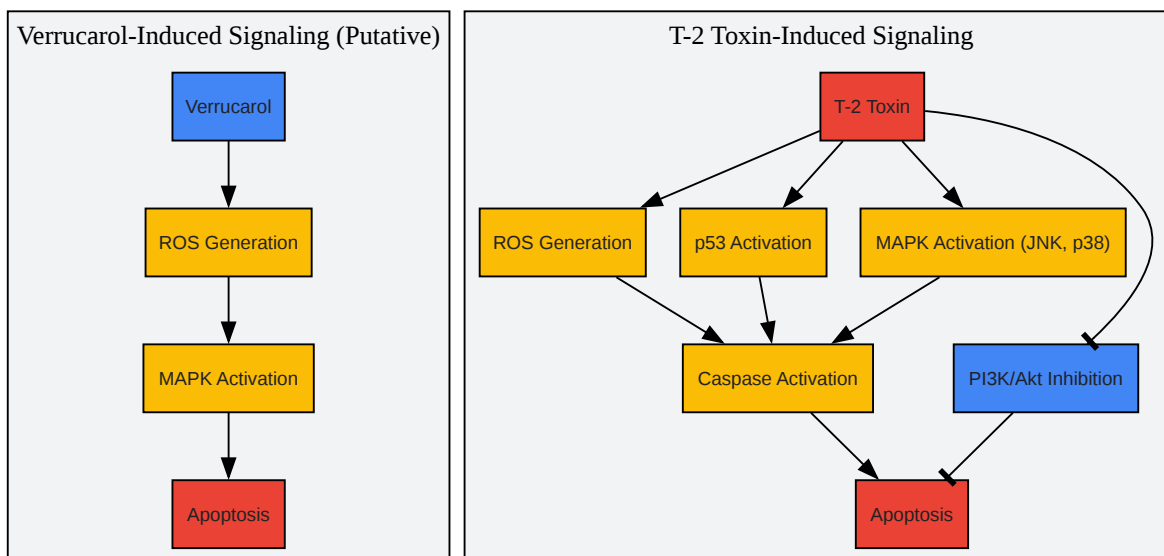 Verrucarol-Induced Signaling (Putative)
Verrucarol
ROS Generation
MAPK Activation
Apoptosis
T-2 Toxin-Induced Signaling
T-2 Toxin
ROS Generation
p53 Activation
MAPK Activation (JNK, p38)
Caspase Activation
PI3K/Akt Inhibition
Apoptosis